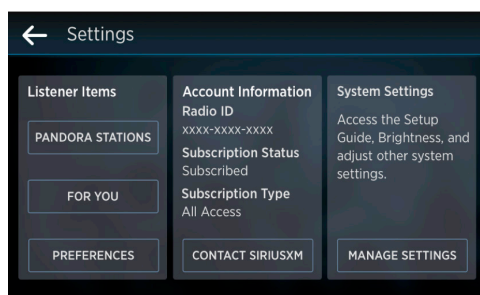 Settings
Listener Items
PANDORA STATIONS
FOR YOU
PREFERENCES
Account Information
Radio ID
xxxx-xxxx-xxxx
Subscription Status
Subscribed
Subscription Type
All Access
CONTACT SIRIUSXM
System Settings
Access the Setup
Guide, Brightness, and
adjust other system
settings.
MANAGE SETTINGS